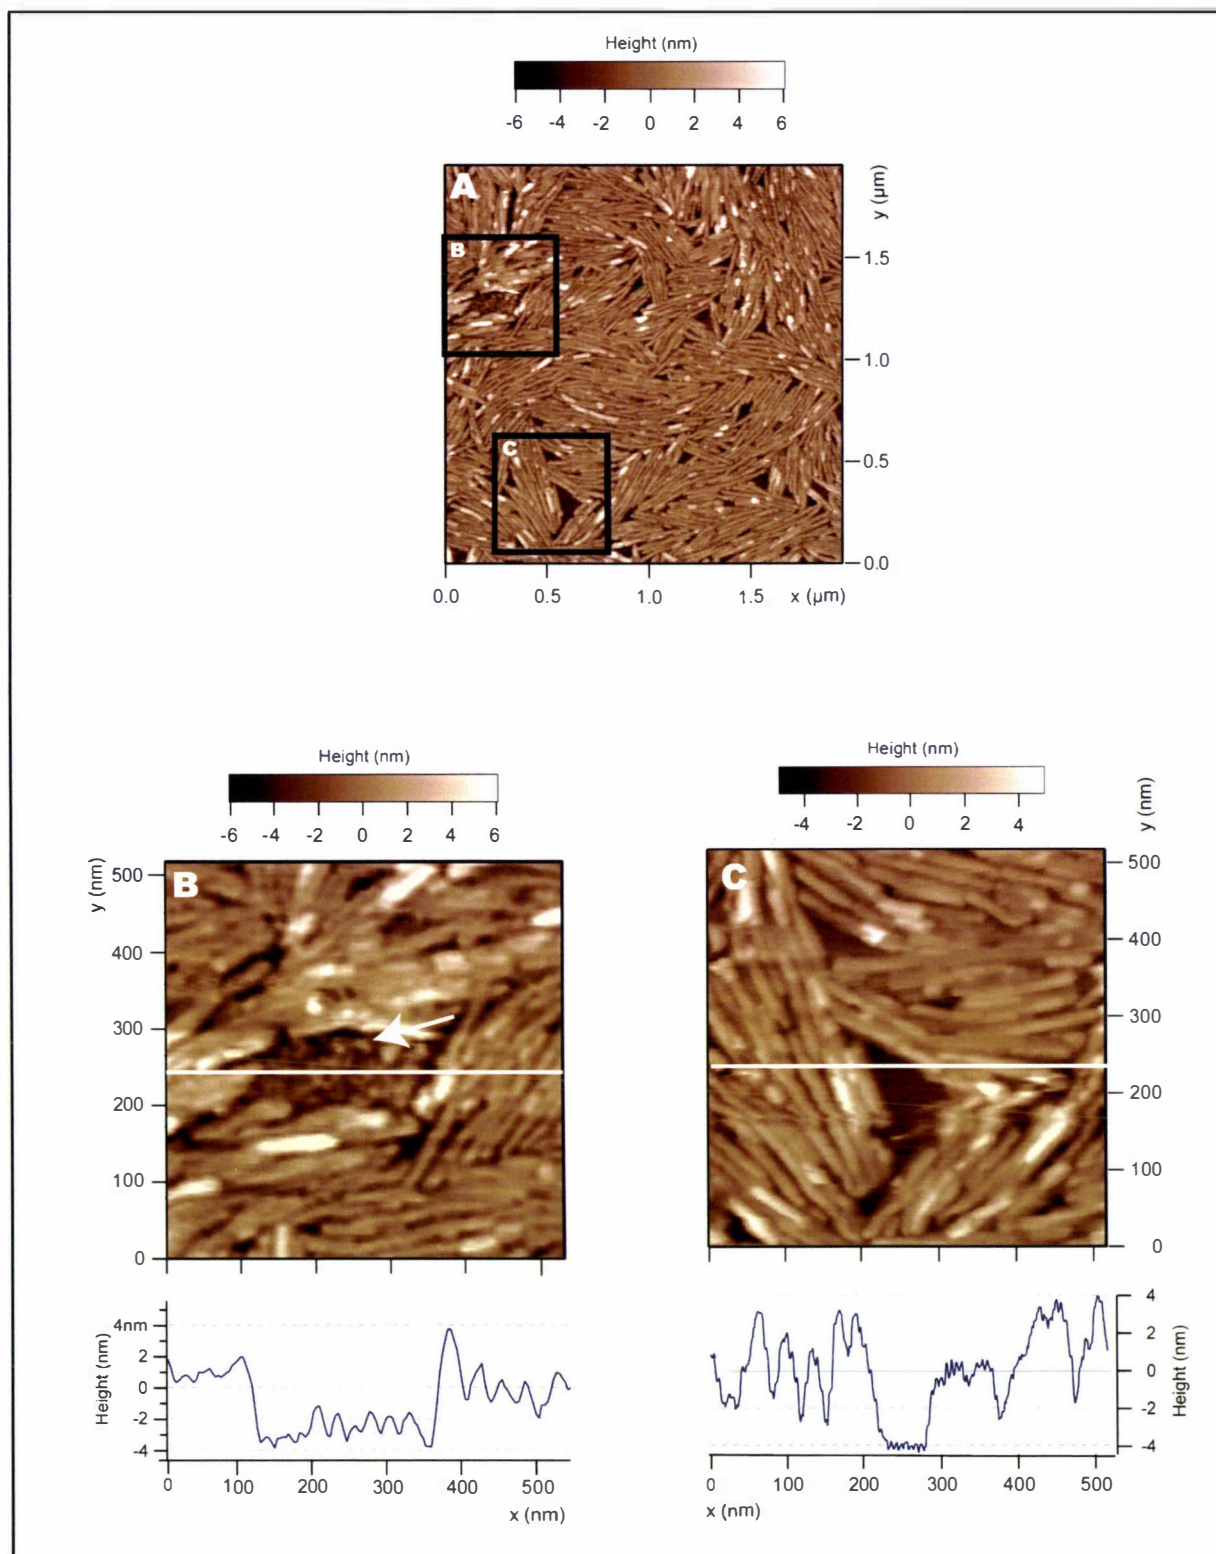 Height (nm)
-6 -4 -2 0 2 4 6
A
y (µm)
B
1.5
1.0
C
0.5
0.0
0.0 0.5 1.0 1.5 x (µm)
Height (nm)
-6 -4 -2 0 2 4 6
Height (nm)
-4 -2 0 2 4
y (nm)
B
y (nm)
500
400
300
200
100
0
C
500
400
300
200
100
0
Height (nm)
4nm
2
0
-2
-4
0 100 200 300 400 500
x (nm)
4
2
0
-2
-4
Height (nm)
0 100 200 300 400 500
x (nm)